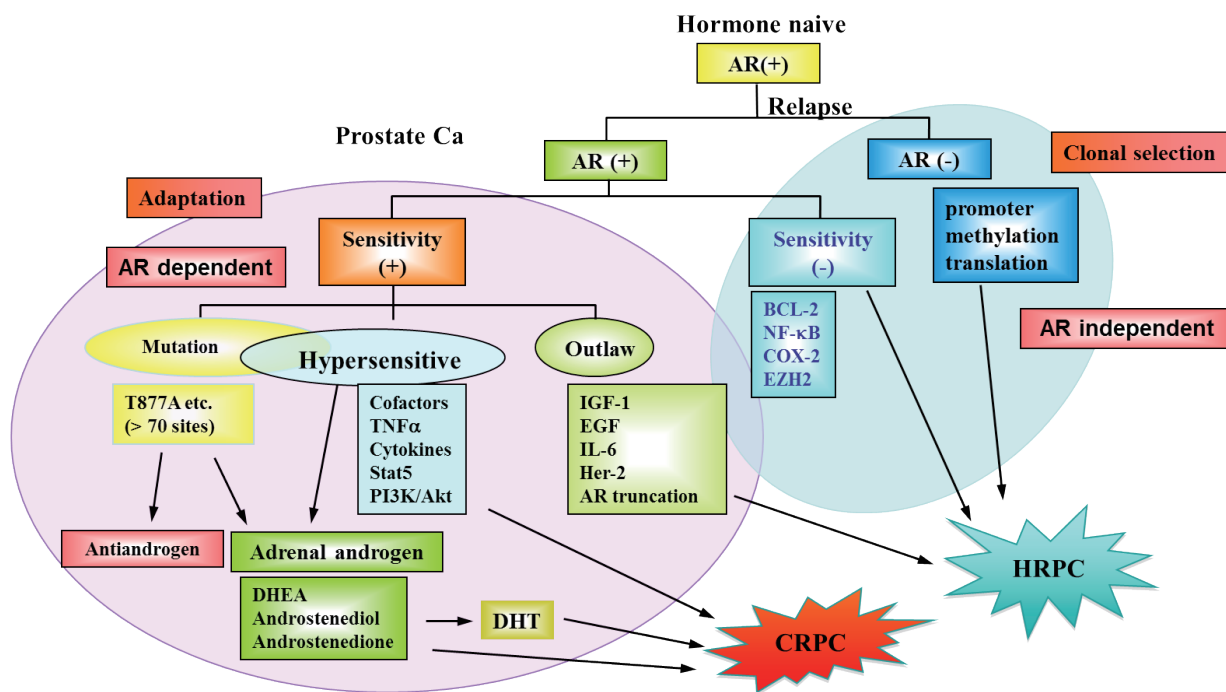 Hormone naive
AR(+)
Relapse
Prostate Ca
AR (+)
AR (-)
Clonal selection
Adaptation
promoter
methylation
translation
Sensitivity
(+)
Sensitivity
(-)
AR dependent
BCL-2
NF-κB
COX-2
EZH2
AR independent
Mutation
Hypersensitive
Outlaw
T877A etc.
(> 70 sites)
Cofactors
TNFα
Cytokines
Stat5
PI3K/Akt
IGF-1
EGF
IL-6
Her-2
AR truncation
Antiandrogen
Adrenal androgen
HRPC
DHEA
Androstenediol
Androstenedione
DHT
CRPC